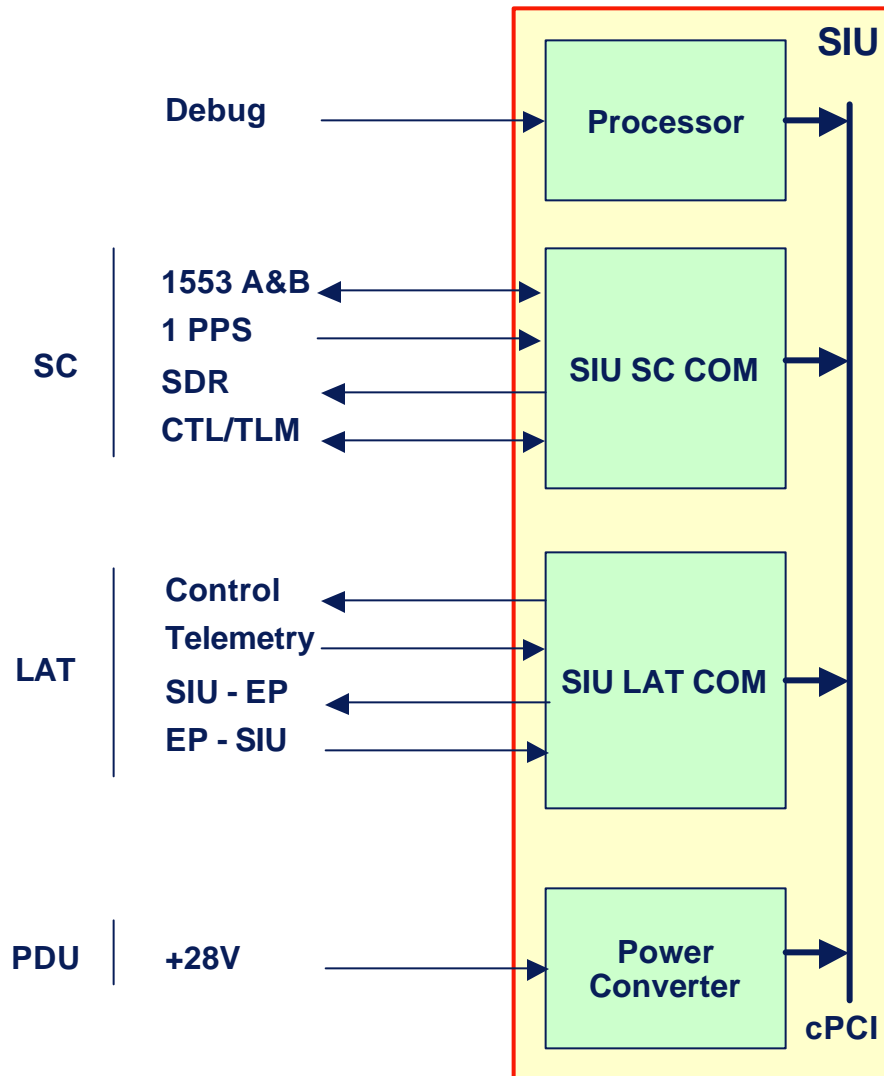 SIU
Debug
Processor
SC
1553 A&B
1 PPS
SDR
CTL/TLM
SIU SC COM
LAT
Control
Telemetry
SIU - EP
EP - SIU
SIU LAT COM
PDU
+28V
Power
Converter
cPCI